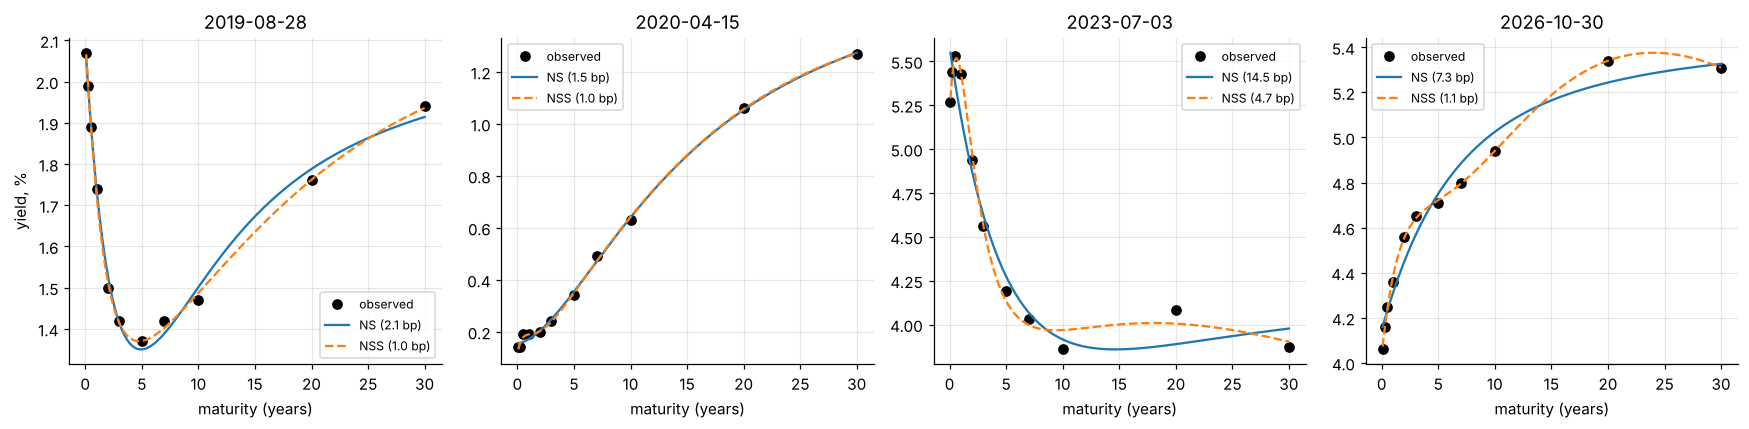 2019-08-28
yield, %
2.1
2.0
1.9
1.8
1.7
1.6
1.5
1.4
observed
NS (2.1 bp)
NSS (1.0 bp)
0 5 10 15 20 25 30
maturity (years)
2020-04-15
observed
NS (1.5 bp)
NSS (1.0 bp)
1.2
1.0
0.8
0.6
0.4
0.2
0 5 10 15 20 25 30
maturity (years)
2023-07-03
observed
NS (14.5 bp)
NSS (4.7 bp)
5.50
5.25
5.00
4.75
4.50
4.25
4.00
0 5 10 15 20 25 30
maturity (years)
2026-10-30
observed
NS (7.3 bp)
NSS (1.1 bp)
5.4
5.2
5.0
4.8
4.6
4.4
4.2
4.0
0 5 10 15 20 25 30
maturity (years)